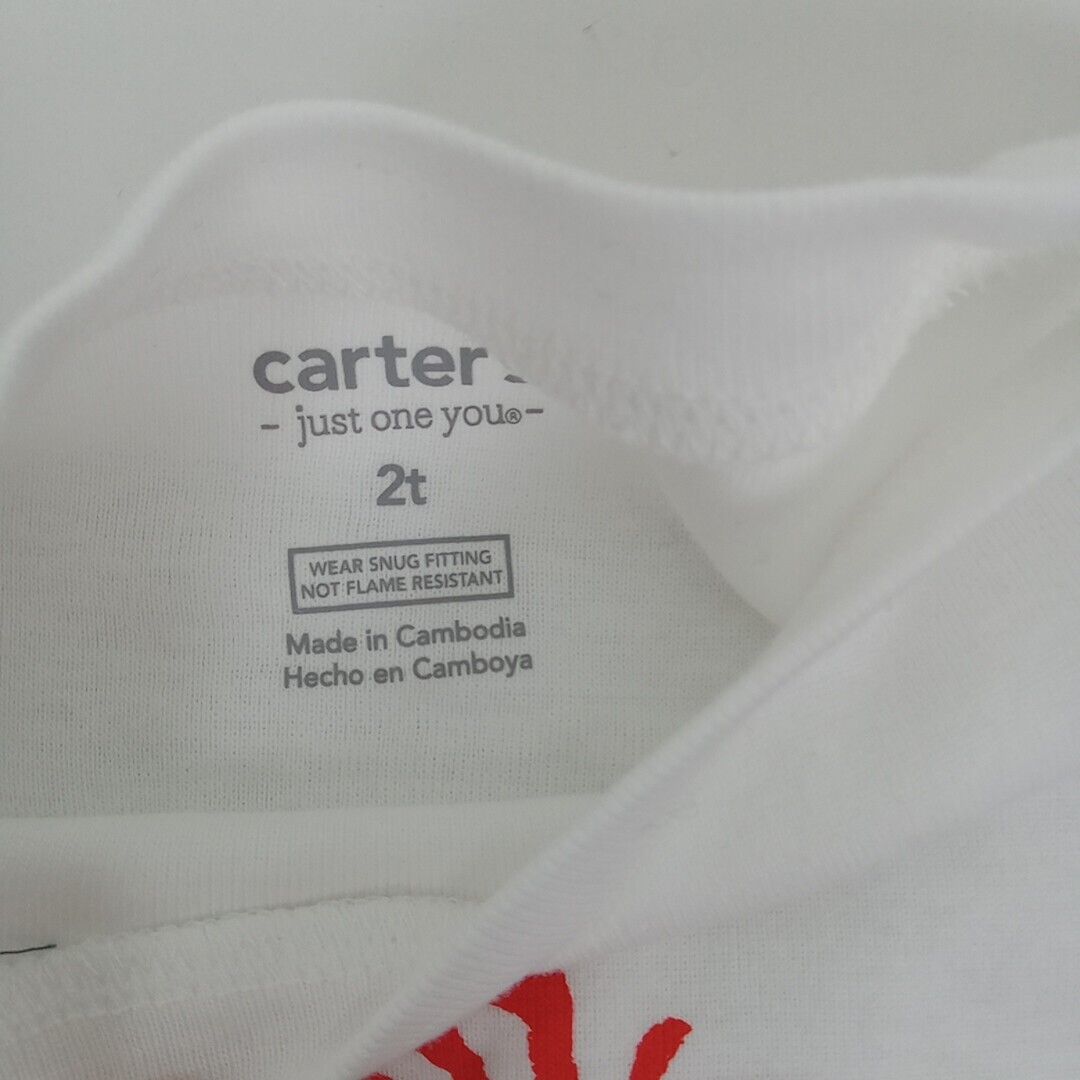 carter's
- just one you® -
2t
WEAR SNUG FITTING
NOT FLAME RESISTANT
Made in Cambodia
Hecho en Camboya